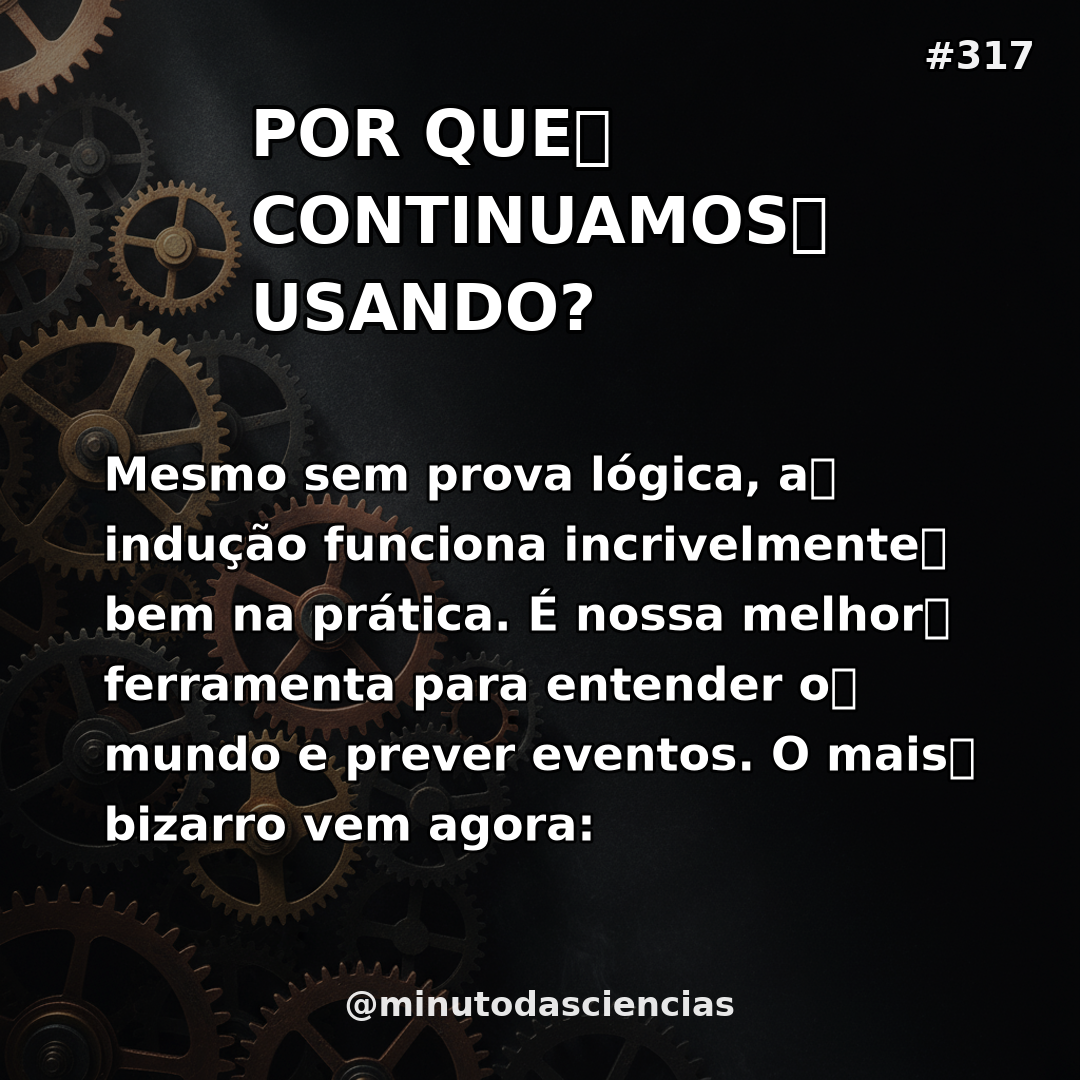 #317
POR QUE▯
CONTINUAMOS▯
USANDO?
Mesmo sem prova lógica, a▯
indução funciona incrivelmente▯
bem na prática. É nossa melhor▯
ferramenta para entender o▯
mundo e prever eventos. O mais▯
bizarro vem agora:
@minutodasciencias